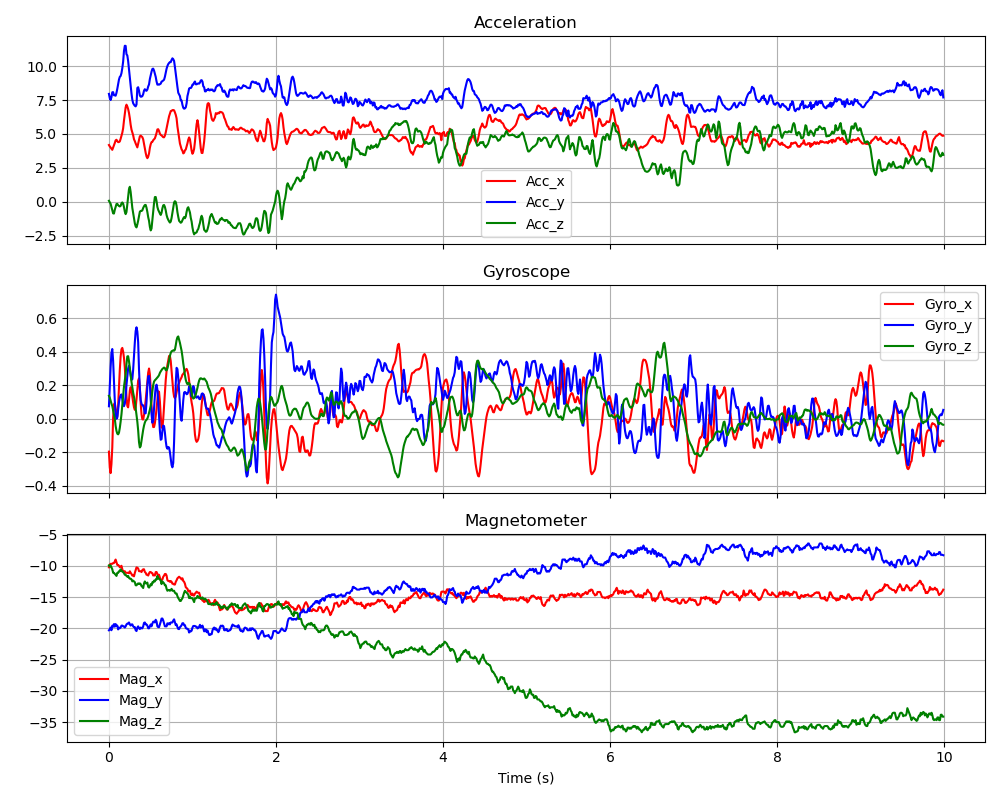 Acceleration
10.0
7.5
5.0
2.5
0.0
−2.5
Acc_x
Acc_y
Acc_z
Gyroscope
0.6
0.4
0.2
0.0
−0.2
−0.4
Gyro_x
Gyro_y
Gyro_z
Magnetometer
−5
−10
−15
−20
−25
−30
−35
Mag_x
Mag_y
Mag_z
0 2 4 6 8 10
Time (s)